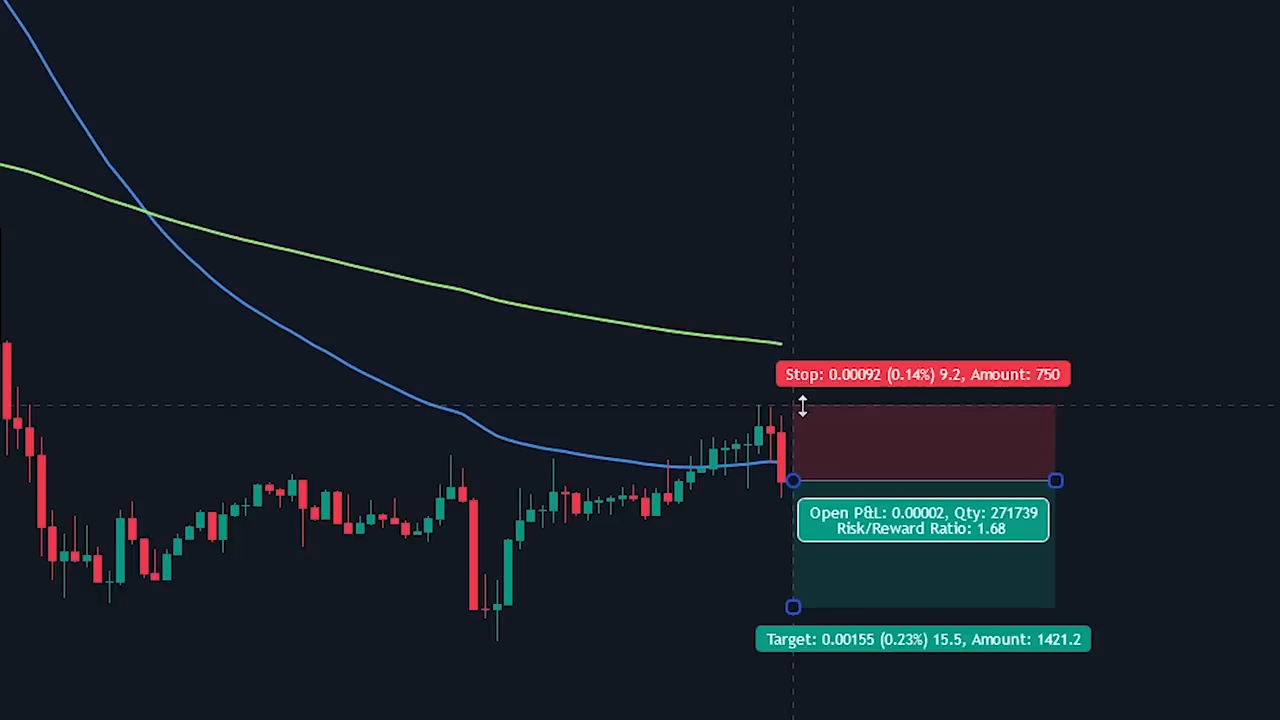 Stop: 0.00092 (0.14%) 9.2, Amount: 750
Open P&L: 0.00002, Qty: 271739
Risk/Reward Ratio: 1.68
Target: 0.00155 (0.23%) 15.5, Amount: 1421.2